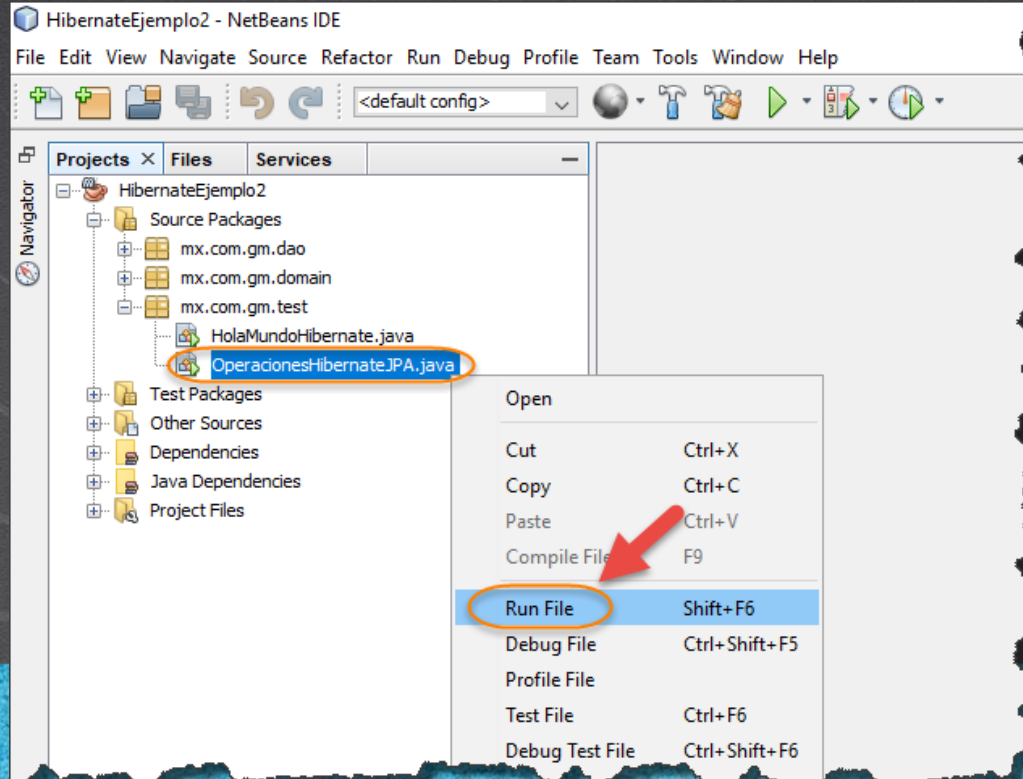 HibernateEjemplo2 - NetBeans IDE
File Edit View Navigate Source Refactor Run Debug Profile Team Tools Window Help
<default config>
Projects Files Services
Navigator
HibernateEjemplo2
Source Packages
mx.com.gm.dao
mx.com.gm.domain
mx.com.gm.test
HolaMundoHibernate.java
OperacionesHibernateJPA.java
Test Packages
Other Sources
Dependencies
Java Dependencies
Project Files
Open
Cut Ctrl+X
Copy Ctrl+C
Paste Ctrl+V
Compile File F9
Run File Shift+F6
Debug File Ctrl+Shift+F5
Profile File
Test File Ctrl+F6
Debug Test File Ctrl+Shift+F6